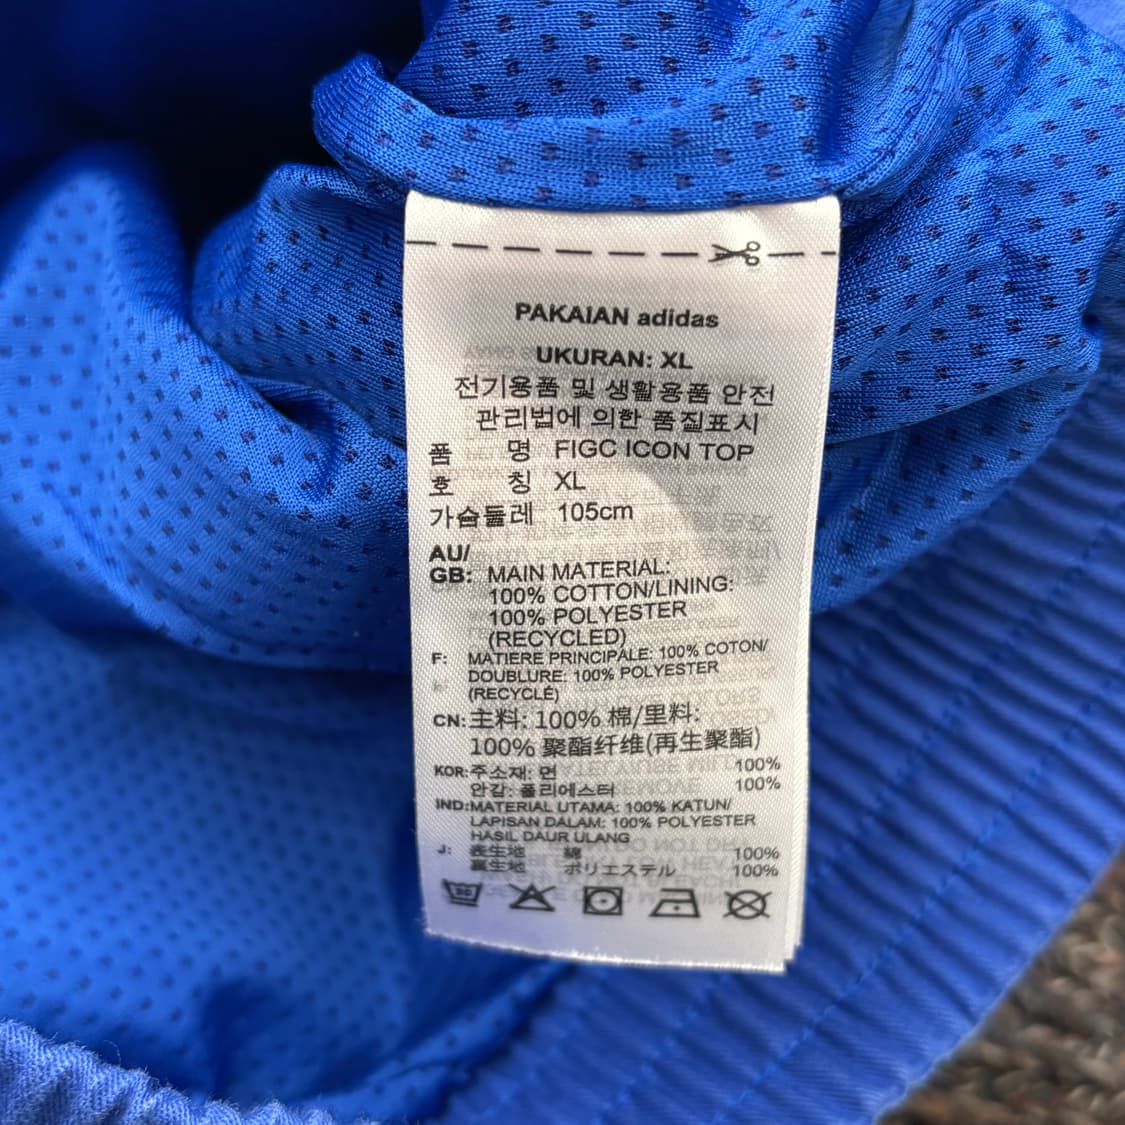 PAKAIAN adidas
UKURAN: XL
전기용품 및 생활용품 안전
관리법에 의한 품질표시
품 명 FIGC ICON TOP
호 칭 XL
가슴둘레 105cm
AU/
GB: MAIN MATERIAL:
100% COTTON/LINING:
100% POLYESTER
(RECYCLED)
F: MATIERE PRINCIPALE: 100% COTON/
DOUBLURE: 100% POLYESTER
(RECYCLÉ)
CN: 主料: 100% 棉/里料:
100% 聚酯纤维(再生聚酯)
KOR: 주소재: 면 100%
안감: 폴리에스터 100%
IND: MATERIAL UTAMA: 100% KATUN/
LAPISAN DALAM: 100% POLYESTER
HASIL DAUR ULANG
J: 表生地 綿 100%
裏生地 ポリエステル 100%
30